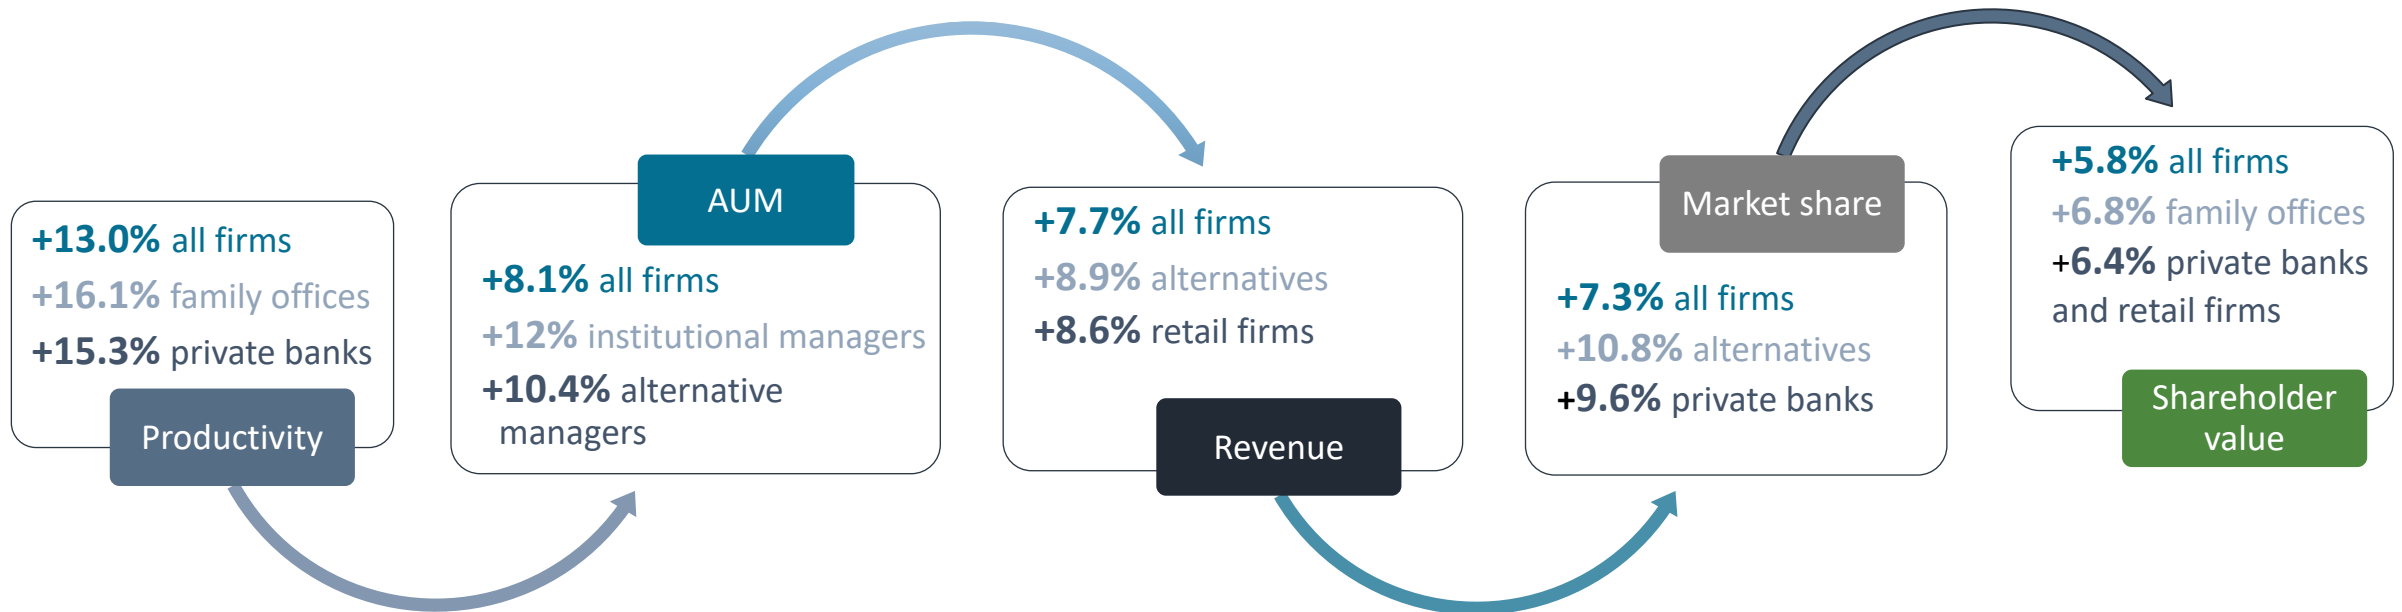 +13.0% all firms
+16.1% family offices
+15.3% private banks
Productivity
AUM
+8.1% all firms
+12% institutional managers
+10.4% alternative
managers
+7.7% all firms
+8.9% alternatives
+8.6% retail firms
Revenue
Market share
+7.3% all firms
+10.8% alternatives
+9.6% private banks
+5.8% all firms
+6.8% family offices
+6.4% private banks
and retail firms
Shareholder
value